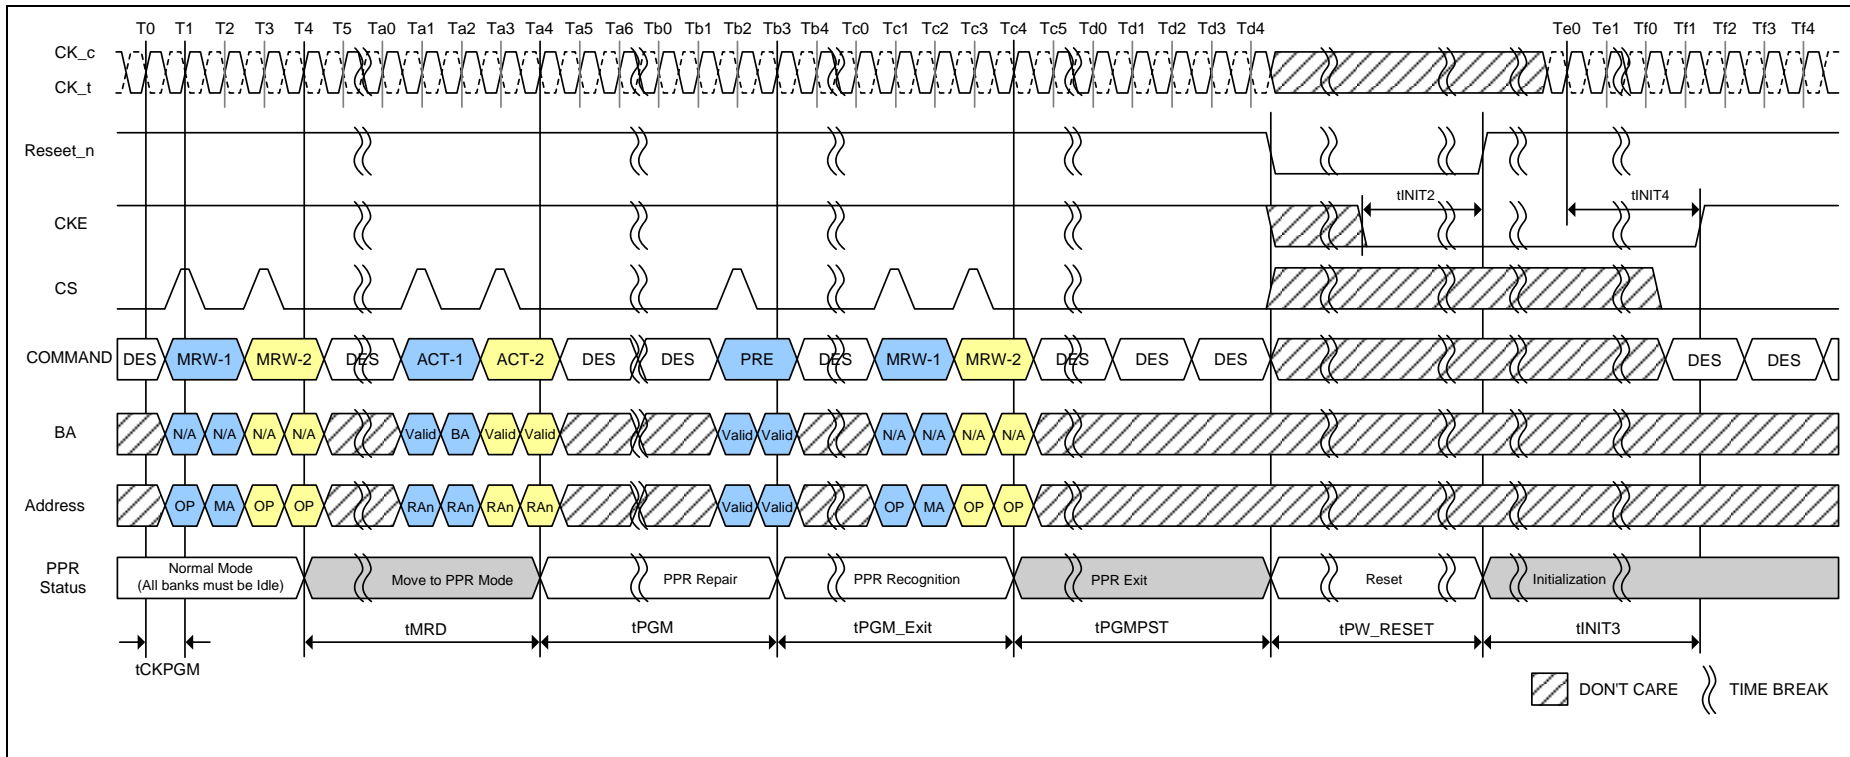 T0 T1 T2 T3 T4 T5 Ta0 Ta1 Ta2 Ta3 Ta4 Ta5 Ta6 Tb0 Tb1 Tb2 Tb3 Tb4 Tc0 Tc1 Tc2 Tc3 Tc4 Tc5 Td0 Td1 Td2 Td3 Td4 Te0 Te1 Tf0 Tf1 Tf2 Tf3 Tf4
CK_c
CK_t
Reseet_n
CKE tINIT2 tINIT4
CS
COMMAND DES MRW-1 MRW-2 DES ACT-1 ACT-2 DES DES PRE DES MRW-1 MRW-2 DES DES DES DES DES
BA N/A N/A N/A N/A Valid BA Valid Valid Valid Valid N/A N/A N/A N/A
Address OP MA OP OP RAn RAn RAn RAn Valid Valid OP MA OP OP
PPR
Status
Normal Mode
(All banks must be Idle)
Move to PPR Mode PPR Repair PPR Recognition PPR Exit Reset Initialization
tMRD tPGM tPGM_Exit tPGMPST tPW_RESET tINIT3
tCKPGM
DON'T CARE TIME BREAK